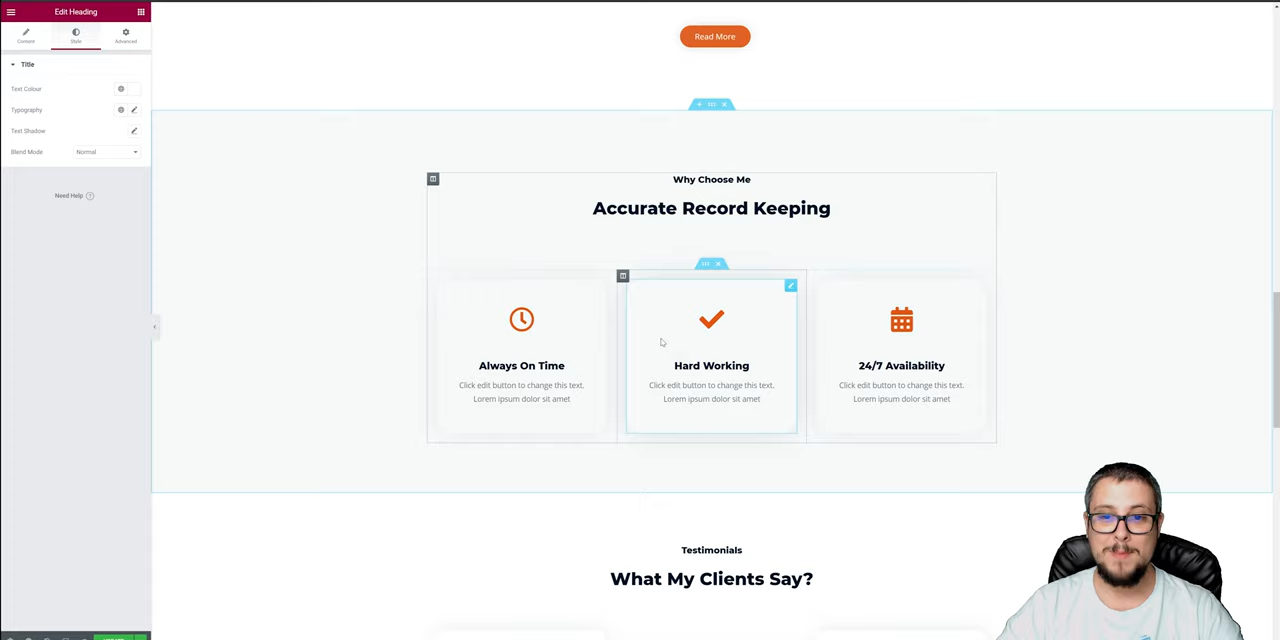 Edit Heading
Content
Style
Advanced
Title
Text Colour
Typography
Text Shadow
Blend Mode
Normal
Need Help
Read More
Why Choose Me
Accurate Record Keeping
Always On Time
Click edit button to change this text.
Lorem ipsum dolor sit amet
Hard Working
Click edit button to change this text.
Lorem ipsum dolor sit amet
24/7 Availability
Click edit button to change this text.
Lorem ipsum dolor sit amet
Testimonials
What My Clients Say?